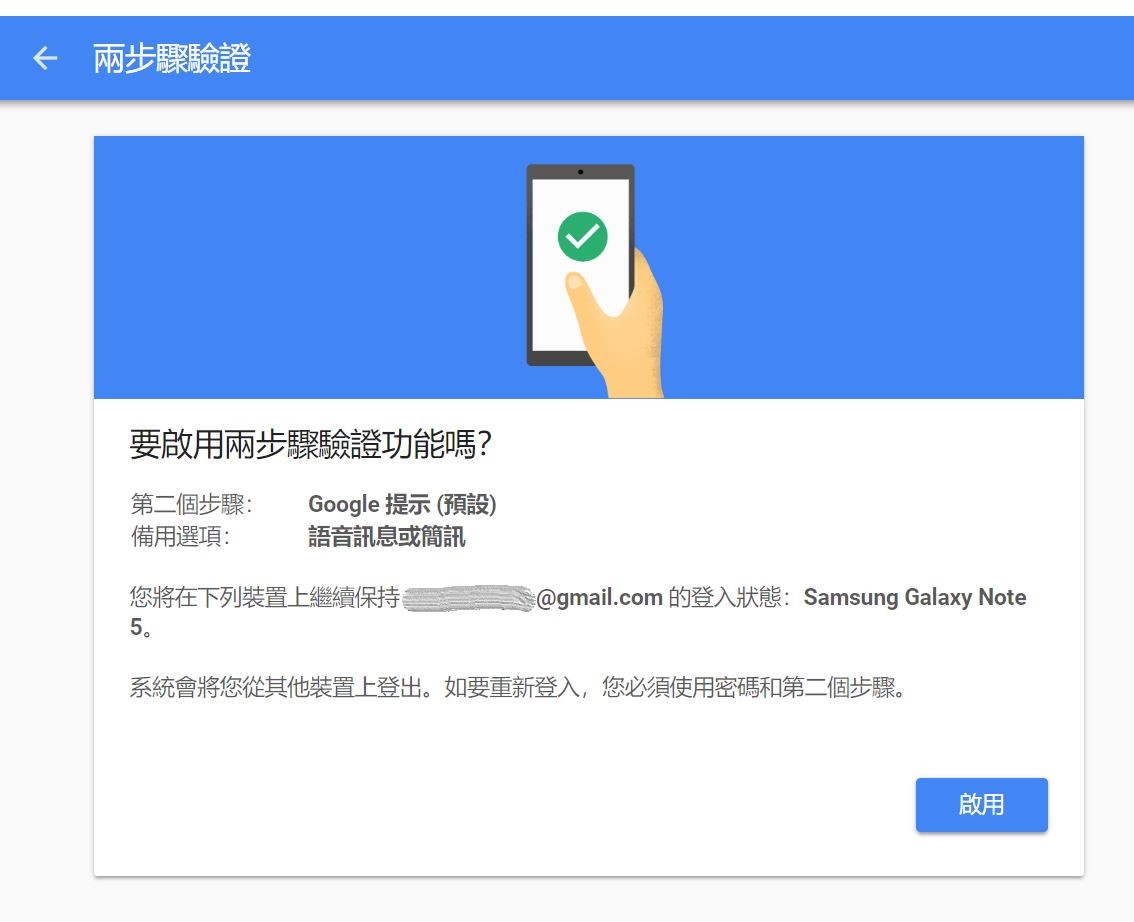 兩步驟驗證
要啟用兩步驟驗證功能嗎？
第二個步驟： Google 提示 (預設)
備用選項： 語音訊息或簡訊
您將在下列裝置上繼續保持 @gmail.com 的登入狀態：Samsung Galaxy Note
5。
系統會將您從其他裝置上登出。如要重新登入，您必須使用密碼和第二個步驟。
啟用